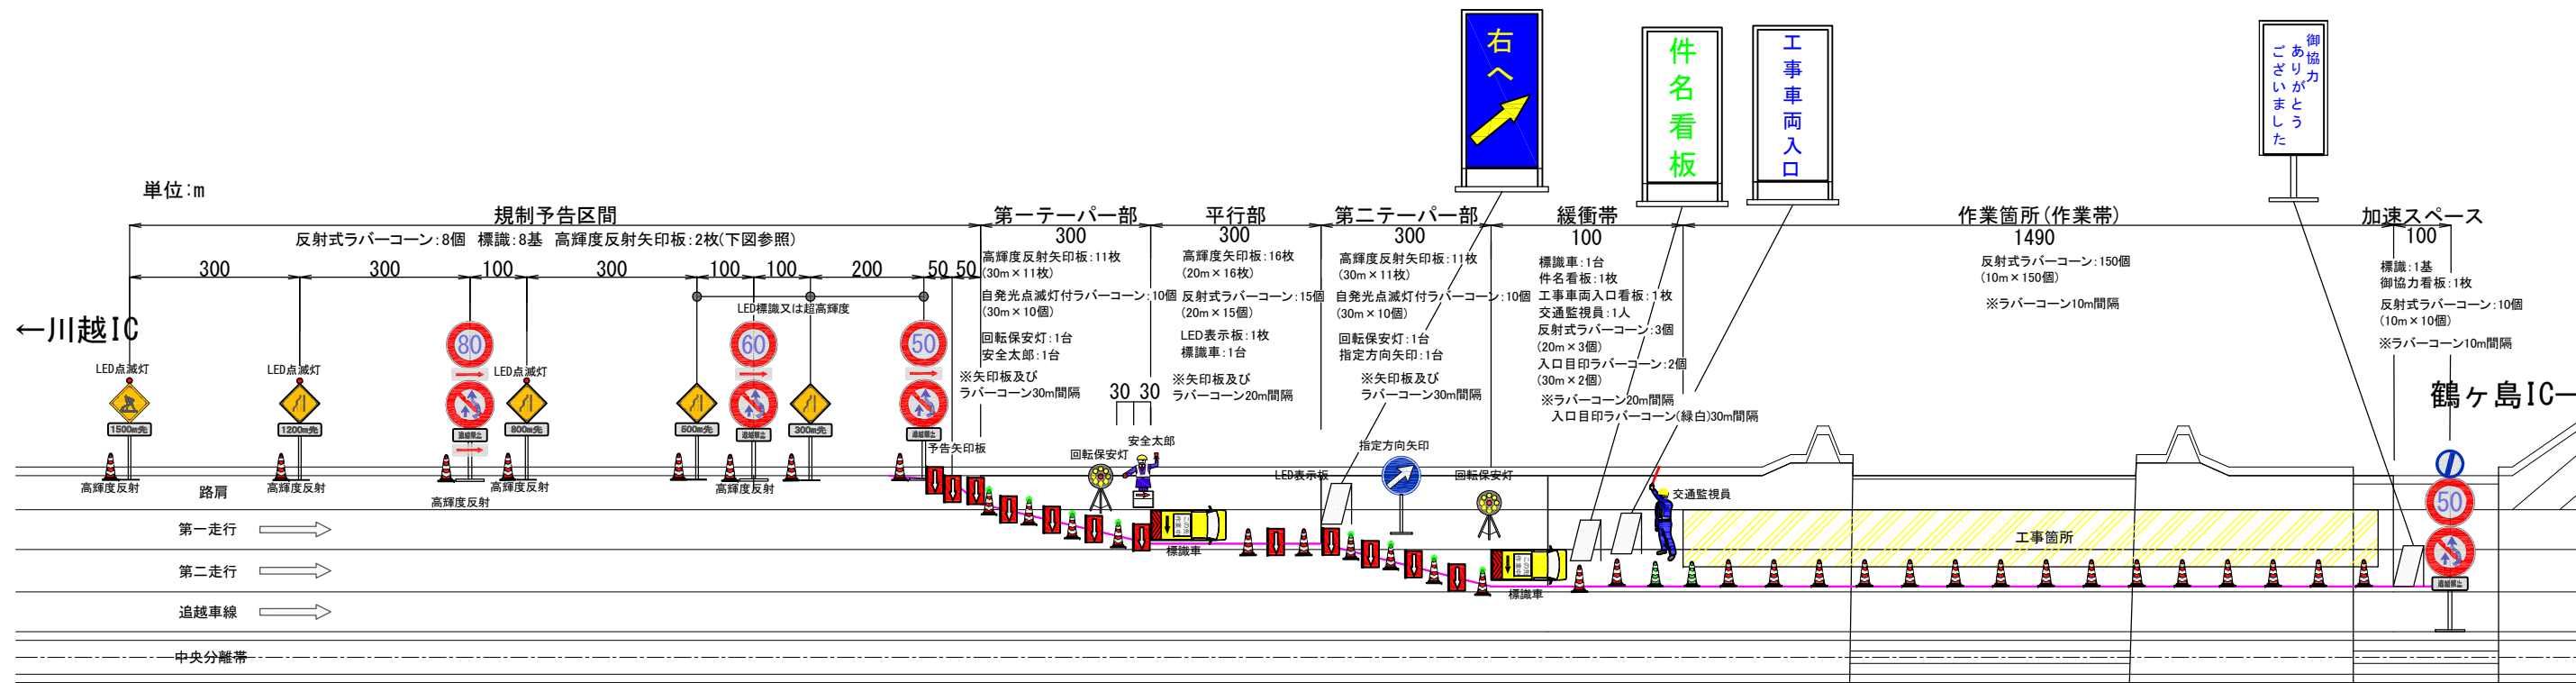 右へ
件名看板
工事車両入口
御協力
ありがとう
ございました
単位:m
規制予告区間
反射式ラバーコーン:8個 標識:8基 高輝度反射矢印板:2枚(下図参照)
300 300 100 300 100 100 200 50 50
LED標識又は超高輝度
第一テーパー部
300
高輝度反射矢印板:11枚
(30m×11枚)
自発光点滅灯付ラバーコーン:10個
(30m×10個)
回転保安灯:1台
安全太郎:1台
※矢印板及び
ラバーコーン30m間隔
30 30
平行部
300
高輝度矢印板:16枚
(20m×16枚)
反射式ラバーコーン:15個
(20m×15個)
LED表示板:1枚
標識車:1台
※矢印板及び
ラバーコーン20m間隔
第二テーパー部
300
高輝度反射矢印板:11枚
(30m×11枚)
自発光点滅灯付ラバーコーン:10個
(30m×10個)
回転保安灯:1台
指定方向矢印:1台
※矢印板及び
ラバーコーン30m間隔
緩衝帯
100
標識車:1台
件名看板:1枚
工事車両入口看板:1枚
交通監視員:1人
反射式ラバーコーン:3個
(20m×3個)
入口目印ラバーコーン:2個
(30m×2個)
※ラバーコーン20m間隔
入口目印ラバーコーン(緑白)30m間隔
作業箇所(作業帯)
1490
反射式ラバーコーン:150個
(10m×150個)
※ラバーコーン10m間隔
加速スペース
100
標識:1基
御協力看板:1枚
反射式ラバーコーン:10個
(10m×10個)
※ラバーコーン10m間隔
←川越IC
鶴ヶ島IC→
LED点滅灯
1500m先
高輝度反射
LED点滅灯
1200m先
高輝度反射
80
追越禁止
高輝度反射
LED点滅灯
800m先
高輝度反射
500m先
60
追越禁止
高輝度反射
300m先
50
追越禁止
予告矢印板
回転保安灯
安全太郎
標識車
LED表示板
指定方向矢印
回転保安灯
標識車
交通監視員
工事箇所
50
追越禁止
路肩
第一走行
第二走行
追越車線
中央分離帯